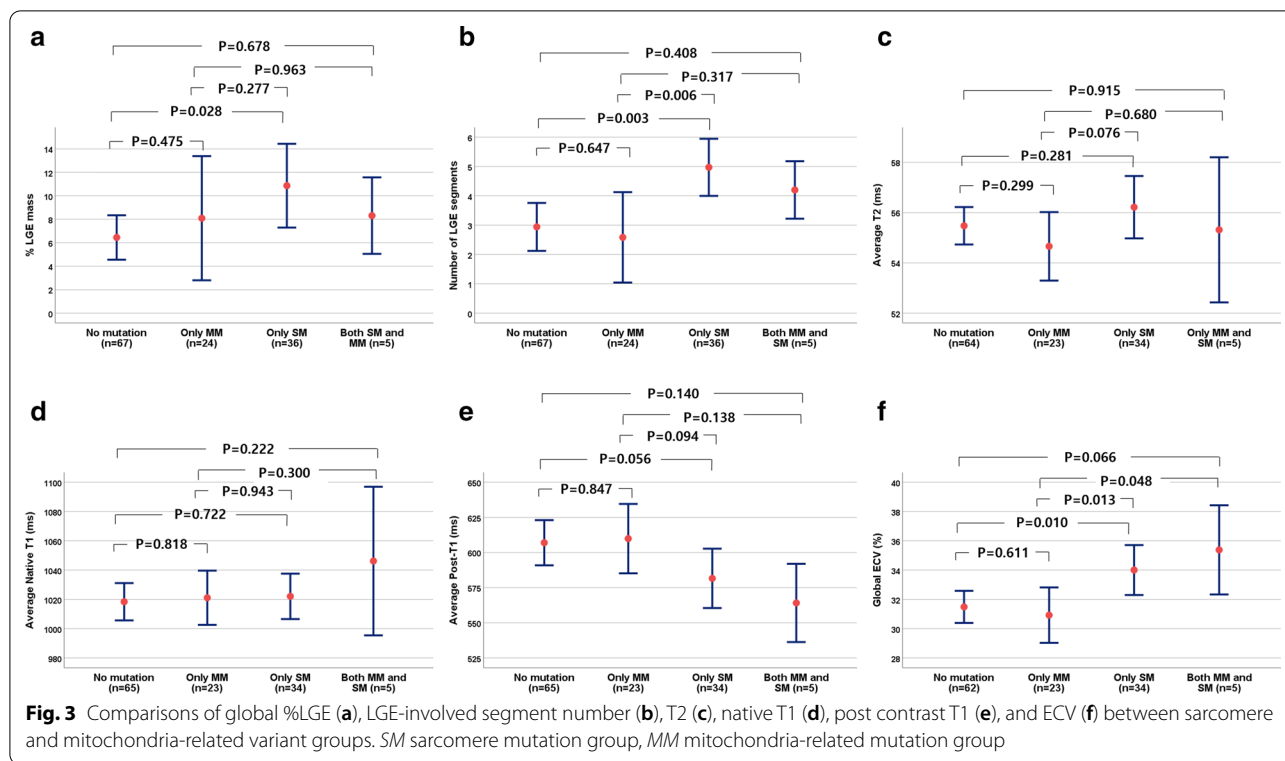 a
P=0.678
P=0.963
P=0.277
P=0.028
P=0.475
% LGE mass
14
12
10
8
6
4
2
0
No mutation (n=67)
Only MM (n=24)
Only SM (n=36)
Both SM and MM (n=5)
b
P=0.408
P=0.317
P=0.006
P=0.003
P=0.647
Number of LGE segments
6
5
4
3
2
1
0
No mutation (n=67)
Only MM (n=24)
Only SM (n=36)
Both MM and SM (n=5)
c
P=0.915
P=0.680
P=0.076
P=0.281
P=0.299
Average T2 (ms)
58
56
54
52
No mutation (n=64)
Only MM (n=23)
Only SM (n=34)
Only MM and SM (n=5)
d
P=0.222
P=0.300
P=0.943
P=0.722
P=0.818
Average Native T1 (ms)
1100
1080
1060
1040
1020
1000
980
No mutation (n=65)
Only MM (n=23)
Only SM (n=34)
Both MM and SM (n=5)
e
P=0.140
P=0.138
P=0.094
P=0.056
P=0.847
Average Post-T1 (ms)
650
625
600
575
550
525
No mutation (n=65)
Only MM (n=23)
Only SM (n=34)
Both MM and SM (n=5)
f
P=0.066
P=0.048
P=0.013
P=0.010
P=0.611
Global ECV (%)
40
38
36
34
32
30
28
No mutation (n=62)
Only MM (n=23)
Only SM (n=34)
Both MM and SM (n=5)
Fig. 3 Comparisons of global %LGE (a), LGE-involved segment number (b), T2 (c), native T1 (d), post contrast T1 (e), and ECV (f) between sarcomere
and mitochondria-related variant groups. SM sarcomere mutation group, MM mitochondria-related mutation group